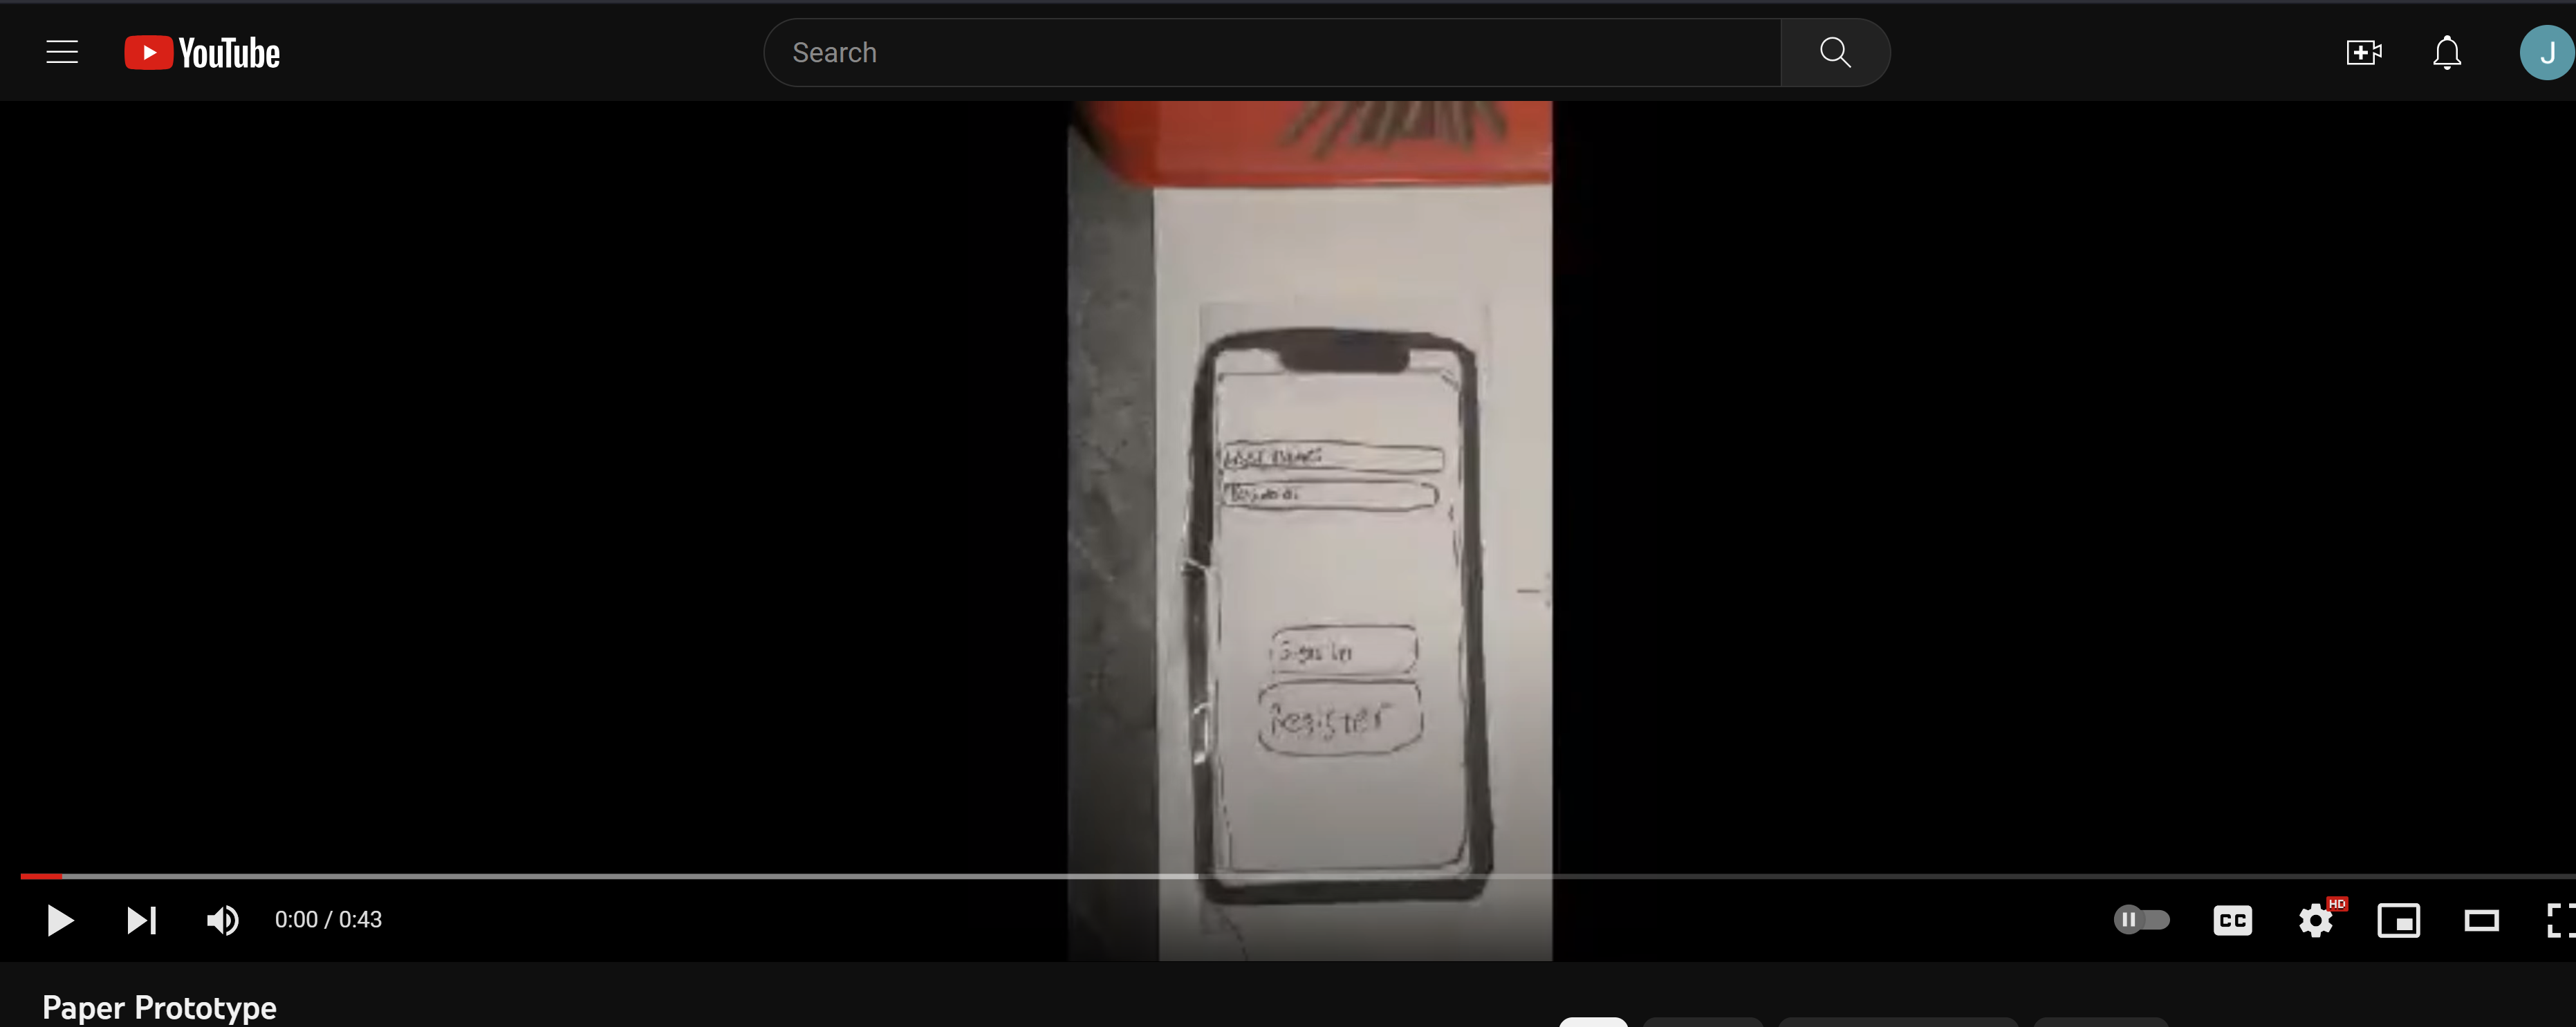 YouTube
Search
J
Sign in
Register
0:00 / 0:43
CC
HD
Paper Prototype